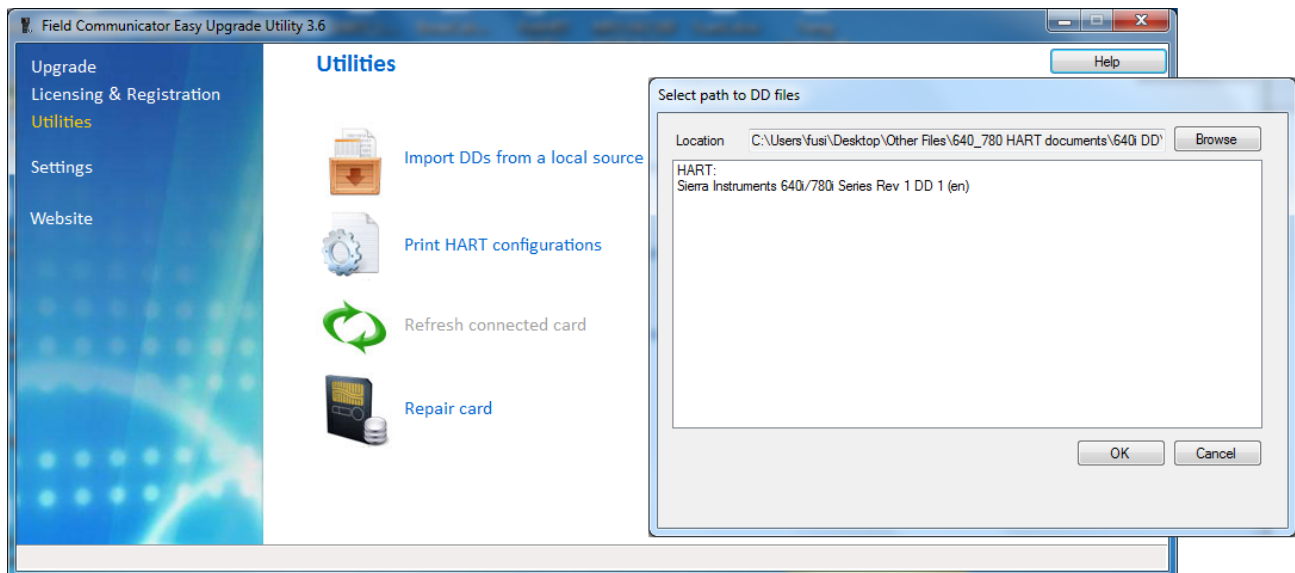 Field Communicator Easy Upgrade Utility 3.6
Upgrade
Licensing & Registration
Utilities
Settings
Website
Utilities
Help
Import DDs from a local source
Print HART configurations
Refresh connected card
Repair card
Select path to DD files
Location C:\Users\fusi\Desktop\Other Files\640_780 HART documents\640i DD\ Browse
HART:
Sierra Instruments 640i/780i Series Rev 1 DD 1 (en)
OK Cancel